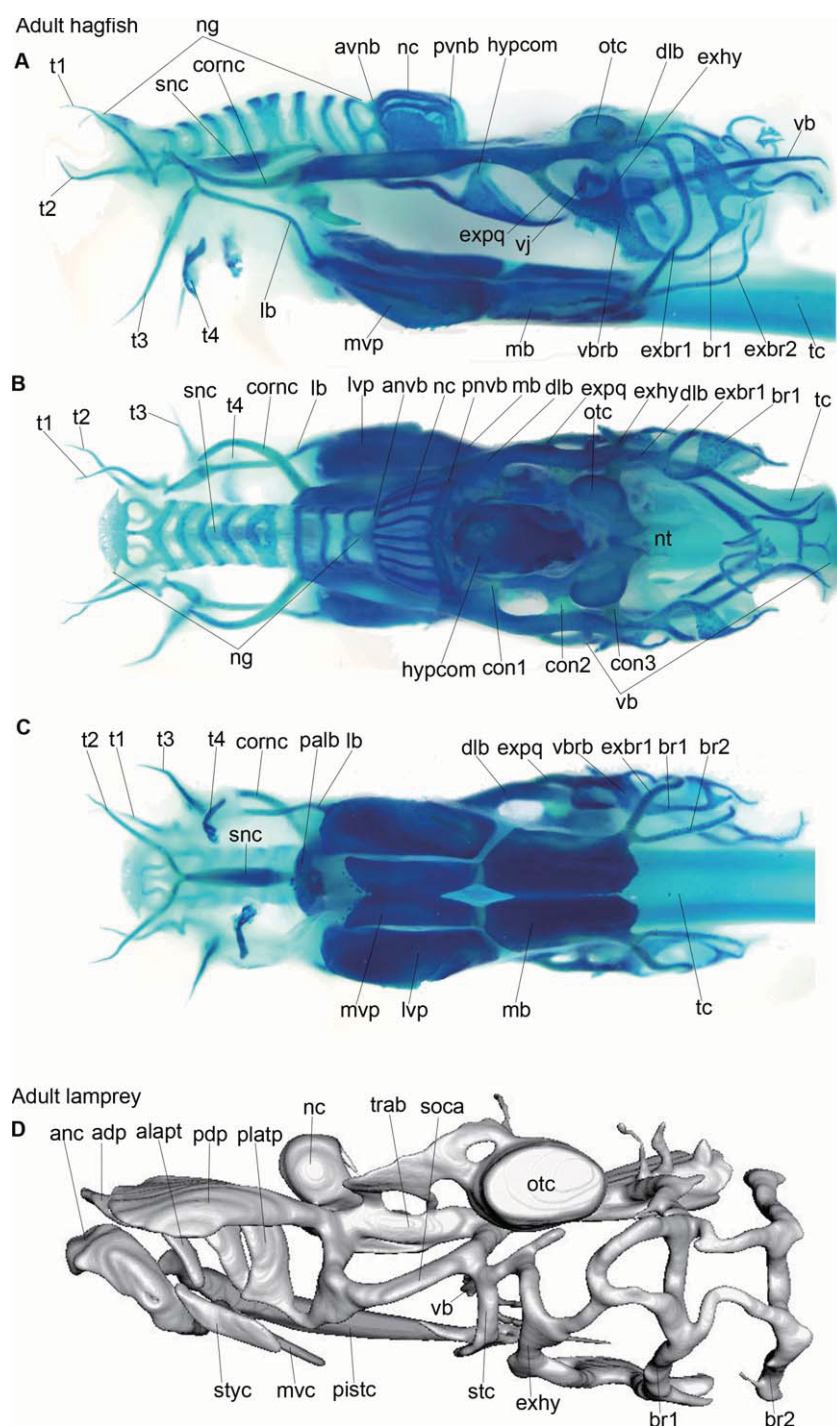 Adult hagfish
A
ng
t1
cornc
snc
avnb
nc
pvnb
hypcom
otc
dlb
exhy
vb
t2
expq
vj
t3
t4
lb
mvp
mb
vbrb
exbr1
br1
exbr2
tc
B
t1
t2
t3
snc
t4
cornc
lb
lvp
anvb
nc
pnvb
mb
dlb
expq
otc
exhy
dlb
exbr1
br1
tc
nt
ng
hypcom
con1
con2
con3
vb
C
t2
t1
t3
t4
cornc
palb
lb
dlb
expq
vbrb
exbr1
br1
br2
snc
mvp
lvp
mb
tc
Adult lamprey
D
anc
adp
alapt
pdp
platp
nc
trab
soca
otc
vb
styc
mvc
pistc
stc
exhy
br1
br2